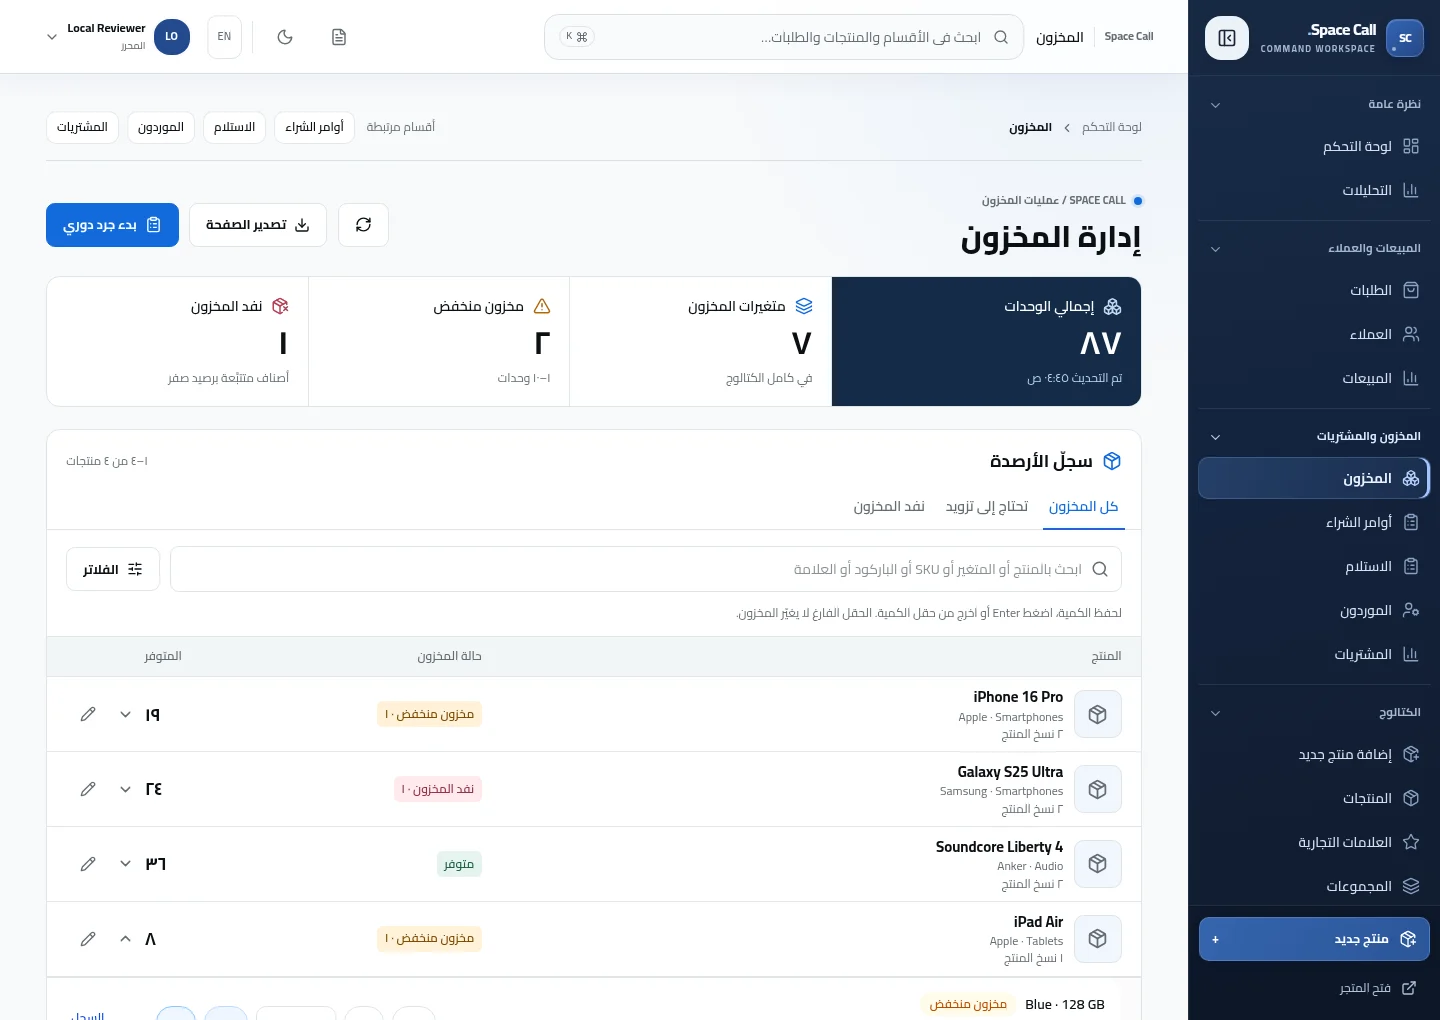 Space Call.
COMMAND WORKSPACE
SC
نظرة عامة
لوحة التحكم
التحليلات
المبيعات والعملاء
الطلبات
العملاء
المبيعات
المخزون والمشتريات
المخزون
أوامر الشراء
الاستلام
الموردون
المشتريات
الكتالوج
إضافة منتج جديد
المنتجات
العلامات التجارية
المجموعات
منتج جديد +
فتح المتجر
Space Call
المخزون
ابحث في الأقسام والمنتجات والطلبات...
⌘ K
EN
LO
Local Reviewer
المحرر
لوحة التحكم
المخزون
أقسام مرتبطة
أوامر الشراء
الاستلام
الموردون
المشتريات
SPACE CALL / عمليات المخزون
إدارة المخزون
تصدير الصفحة
بدء جرد دوري
إجمالي الوحدات
٨٧
تم التحديث ٠٤:٤٥ ص
متغيرات المخزون
٧
في كامل الكتالوج
مخزون منخفض
٢
١–١٠ وحدات
نفد المخزون
١
أصناف متتبَّعة برصيد صفر
سجلّ الأرصدة
١–٤ من ٤ منتجات
كل المخزون
تحتاج إلى تزويد
نفد المخزون
ابحث بالمنتج أو المتغير أو SKU أو الباركود أو العلامة
الفلاتر
لحفظ الكمية، اضغط Enter أو اخرج من حقل الكمية. الحقل الفارغ لا يغيّر المخزون.
المنتج
حالة المخزون
المتوفر
iPhone 16 Pro
Apple · Smartphones
٢ نسخ المنتج
مخزون منخفض · ١
١٩
Galaxy S25 Ultra
Samsung · Smartphones
٢ نسخ المنتج
نفد المخزون · ١
٢٤
Soundcore Liberty 4
Anker · Audio
٢ نسخ المنتج
متوفر
٣٦
iPad Air
Apple · Tablets
١ نسخ المنتج
مخزون منخفض · ١
٨
Blue · 128 GB
مخزون منخفض
السجل